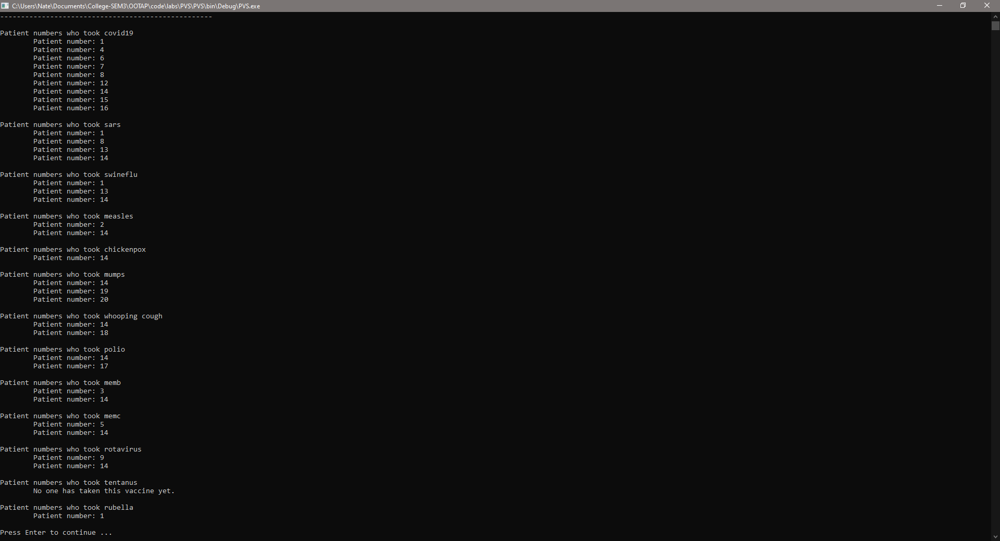 C:\Users\Nate\Documents\College-SEM3\OOTAP\code\labs\PVS\PVS\bin\Debug\PVS.exe
---------------------------------------------------
Patient numbers who took covid19
Patient number: 1
Patient number: 4
Patient number: 6
Patient number: 7
Patient number: 8
Patient number: 12
Patient number: 14
Patient number: 15
Patient number: 16
Patient numbers who took sars
Patient number: 1
Patient number: 8
Patient number: 13
Patient number: 14
Patient numbers who took swineflu
Patient number: 1
Patient number: 13
Patient number: 14
Patient numbers who took measles
Patient number: 2
Patient number: 14
Patient numbers who took chickenpox
Patient number: 14
Patient numbers who took mumps
Patient number: 14
Patient number: 19
Patient number: 20
Patient numbers who took whooping cough
Patient number: 14
Patient number: 18
Patient numbers who took polio
Patient number: 14
Patient number: 17
Patient numbers who took memb
Patient number: 3
Patient number: 14
Patient numbers who took memc
Patient number: 5
Patient number: 14
Patient numbers who took rotavirus
Patient number: 9
Patient number: 14
Patient numbers who took tentanus
No one has taken this vaccine yet.
Patient numbers who took rubella
Patient number: 1
Press Enter to continue ...